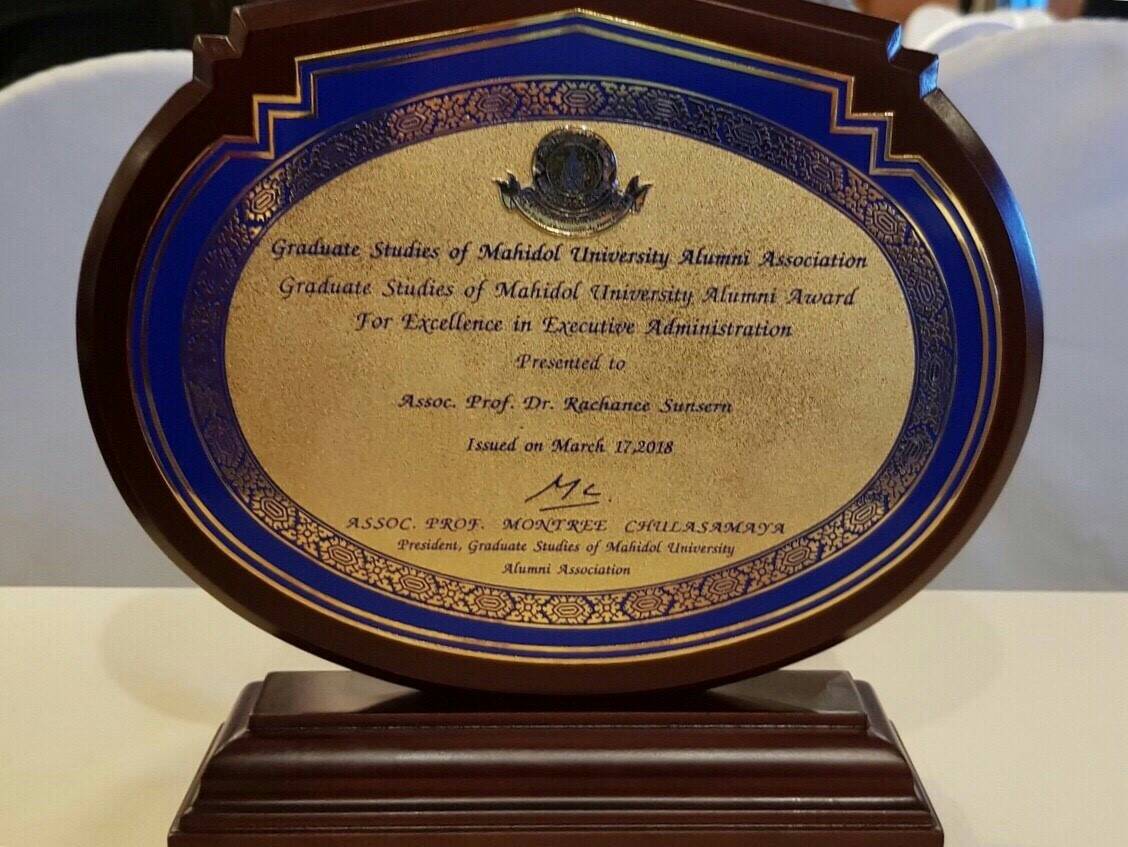 Graduate Studies of Mahidol University Alumni Association
Graduate Studies of Mahidol University Alumni Award
For Excellence in Executive Administration
Presented to
Assoc. Prof. Dr. Rachanee Sunsern
Issued on March 17,2018
MC.
ASSOC. PROF. MONTREE CHULASAMAYA
President, Graduate Studies of Mahidol University
Alumni Association